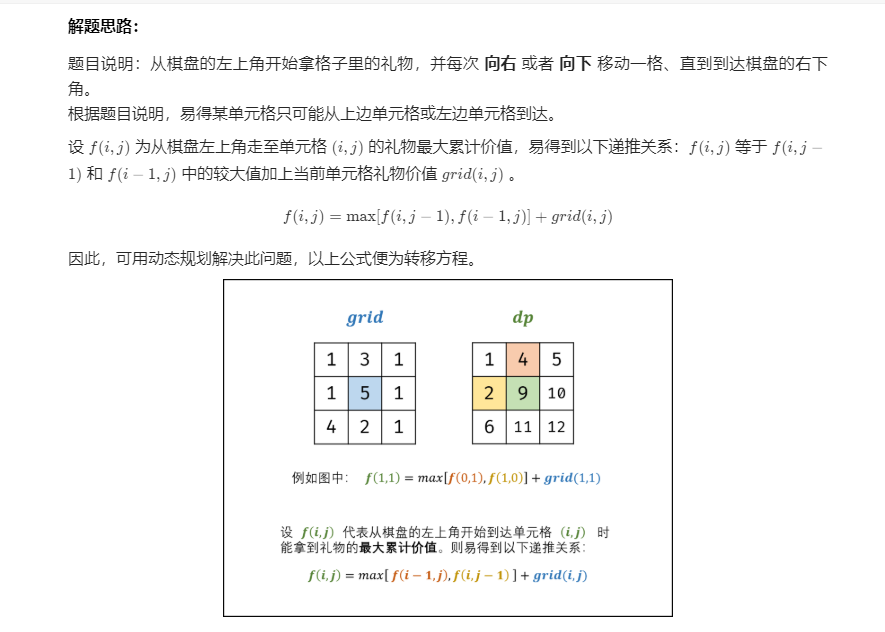 解题思路：
题目说明：从棋盘的左上角开始拿格子里的礼物，并每次 向右 或者 向下 移动一格、直到到达棋盘的右下
角。
根据题目说明，易得某单元格只可能从上边单元格或左边单元格到达。
设 f(i,j) 为从棋盘左上角走至单元格 (i,j) 的礼物最大累计价值，易得到以下递推关系：f(i,j) 等于 f(i,j −
1) 和 f(i − 1,j) 中的较大值加上当前单元格礼物价值 grid(i,j) 。
f(i,j) = max[f(i,j − 1), f(i − 1,j)] + grid(i,j)
因此，可用动态规划解决此问题，以上公式便为转移方程。
grid dp
1 3 1 1 4 5
1 5 1 2 9 10
4 2 1 6 11 12
例如图中： f(1,1) = max[f(0,1), f(1,0)] + grid(1,1)
设 f(i,j) 代表从棋盘的左上角开始到达单元格 (i,j) 时
能拿到礼物的最大累计价值。则易得到以下递推关系：
f(i,j) = max[ f(i − 1,j), f(i,j − 1) ] + grid(i,j)